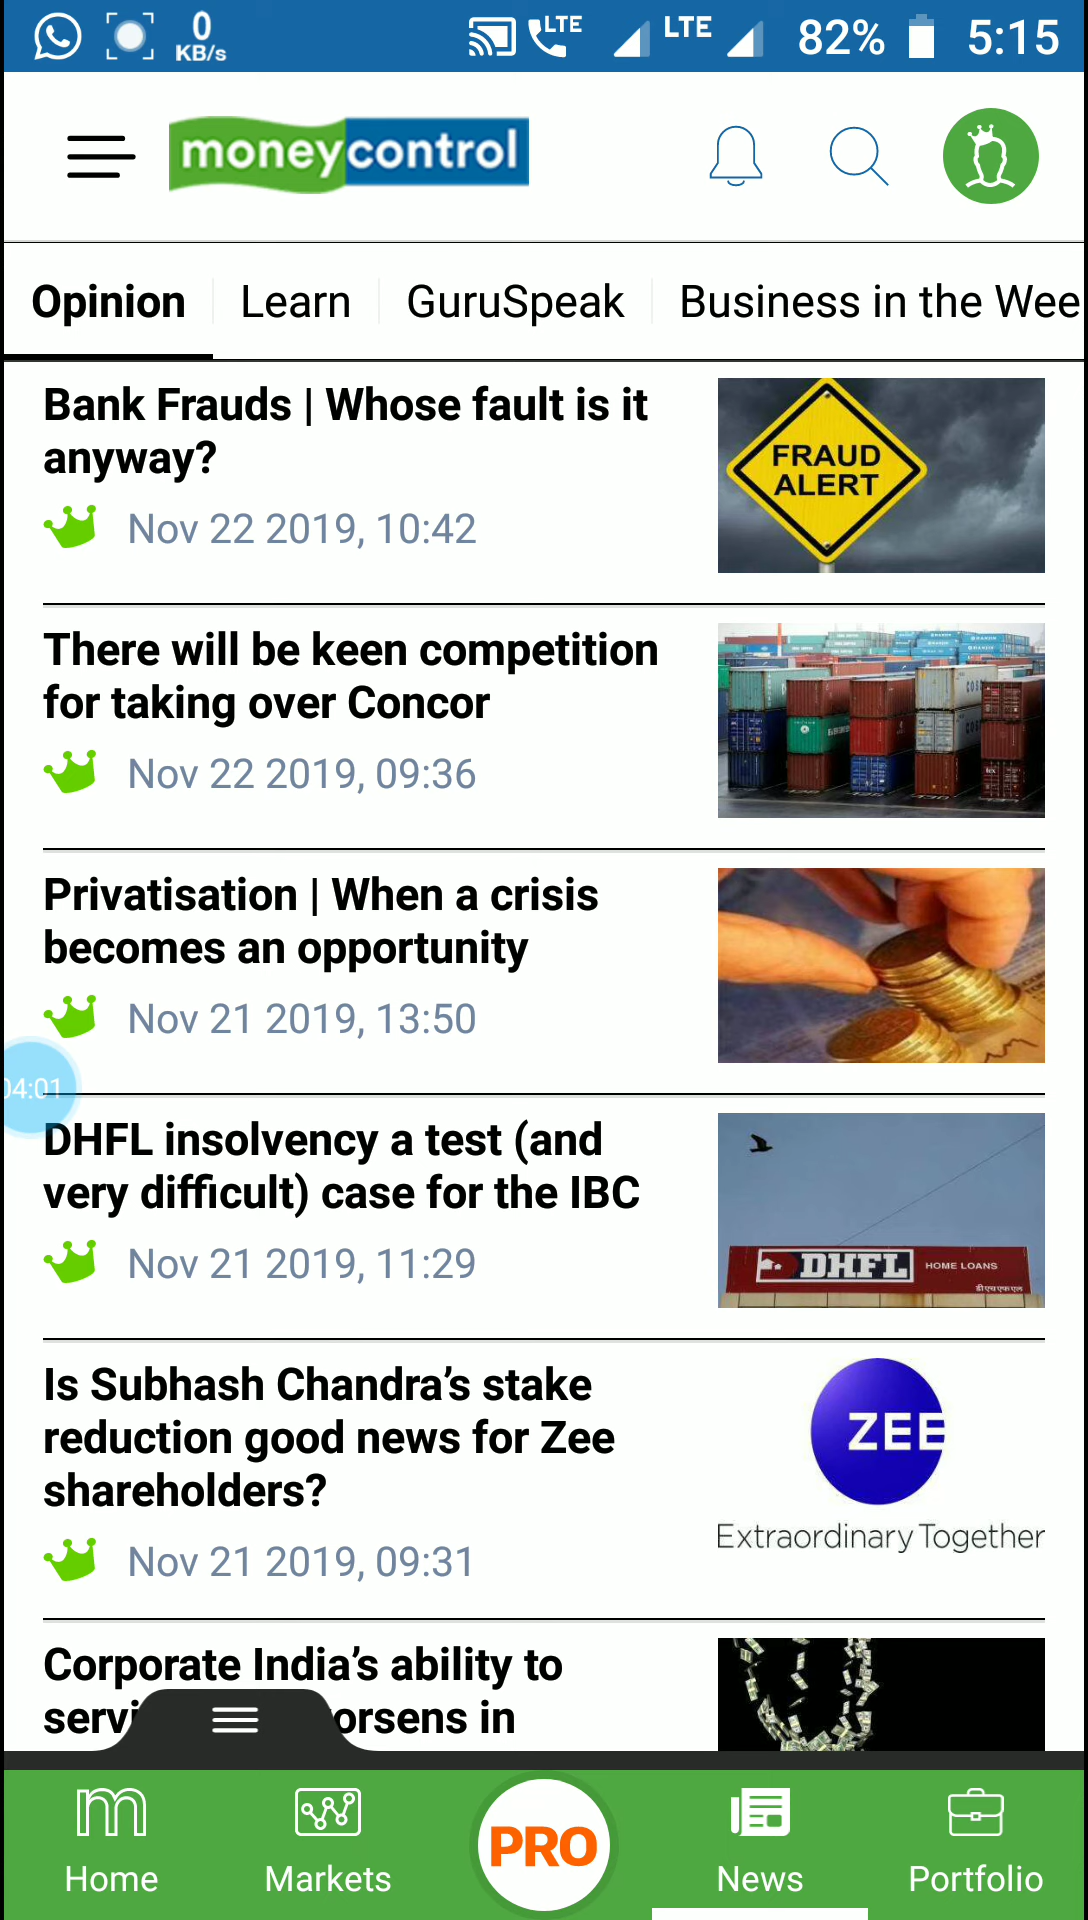 0
KB/s
LTE
LTE
82%
5:15
moneycontrol
Opinion
Learn
GuruSpeak
Business in the Wee
Bank Frauds | Whose fault is it
anyway?
Nov 22 2019, 10:42
FRAUD
ALERT
There will be keen competition
for taking over Concor
Nov 22 2019, 09:36
Privatisation | When a crisis
becomes an opportunity
Nov 21 2019, 13:50
04:01
DHFL insolvency a test (and
very difficult) case for the IBC
Nov 21 2019, 11:29
DHFL HOME LOANS
डी एच एफ एल
Is Subhash Chandra’s stake
reduction good news for Zee
shareholders?
Nov 21 2019, 09:31
ZEE
Extraordinary Together
Corporate India’s ability to
servi orsens in
Home
Markets
PRO
News
Portfolio